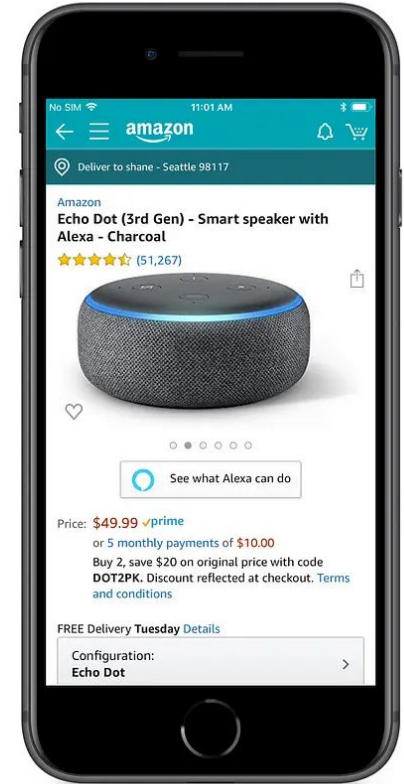 No SIM 11:01 AM
amazon
Deliver to shane - Seattle 98117
Amazon
Echo Dot (3rd Gen) - Smart speaker with
Alexa - Charcoal
(51,267)
See what Alexa can do
Price: $49.99 prime
or 5 monthly payments of $10.00
Buy 2, save $20 on original price with code
DOT2PK. Discount reflected at checkout. Terms
and conditions
FREE Delivery Tuesday Details
Configuration:
Echo Dot